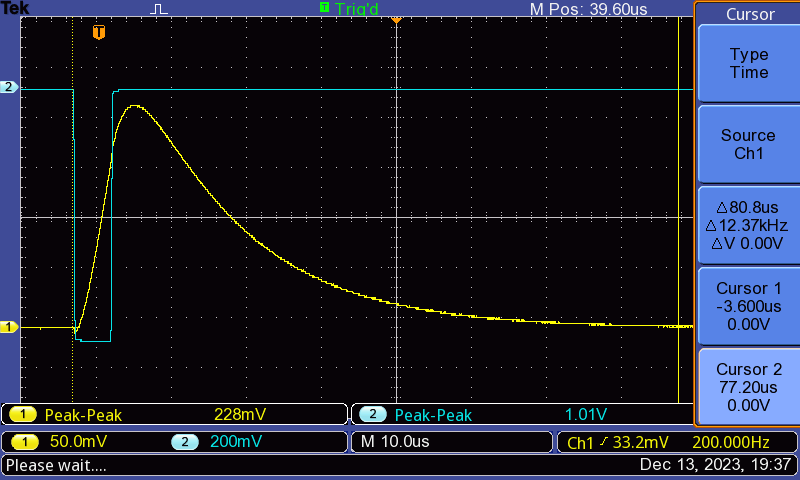 Tek
T Trig'd
M Pos: 39.60us
Cursor
T
Type
Time
2
Source
Ch1
Δ80.8us
Δ12.37kHz
ΔV 0.00V
Cursor 1
-3.600us
0.00V
1
Cursor 2
77.20us
0.00V
1 Peak-Peak 228mV
2 Peak-Peak 1.01V
1 50.0mV
2 200mV
M 10.0us
Ch1 / 33.2mV 200.000Hz
Please wait....
Dec 13, 2023, 19:37